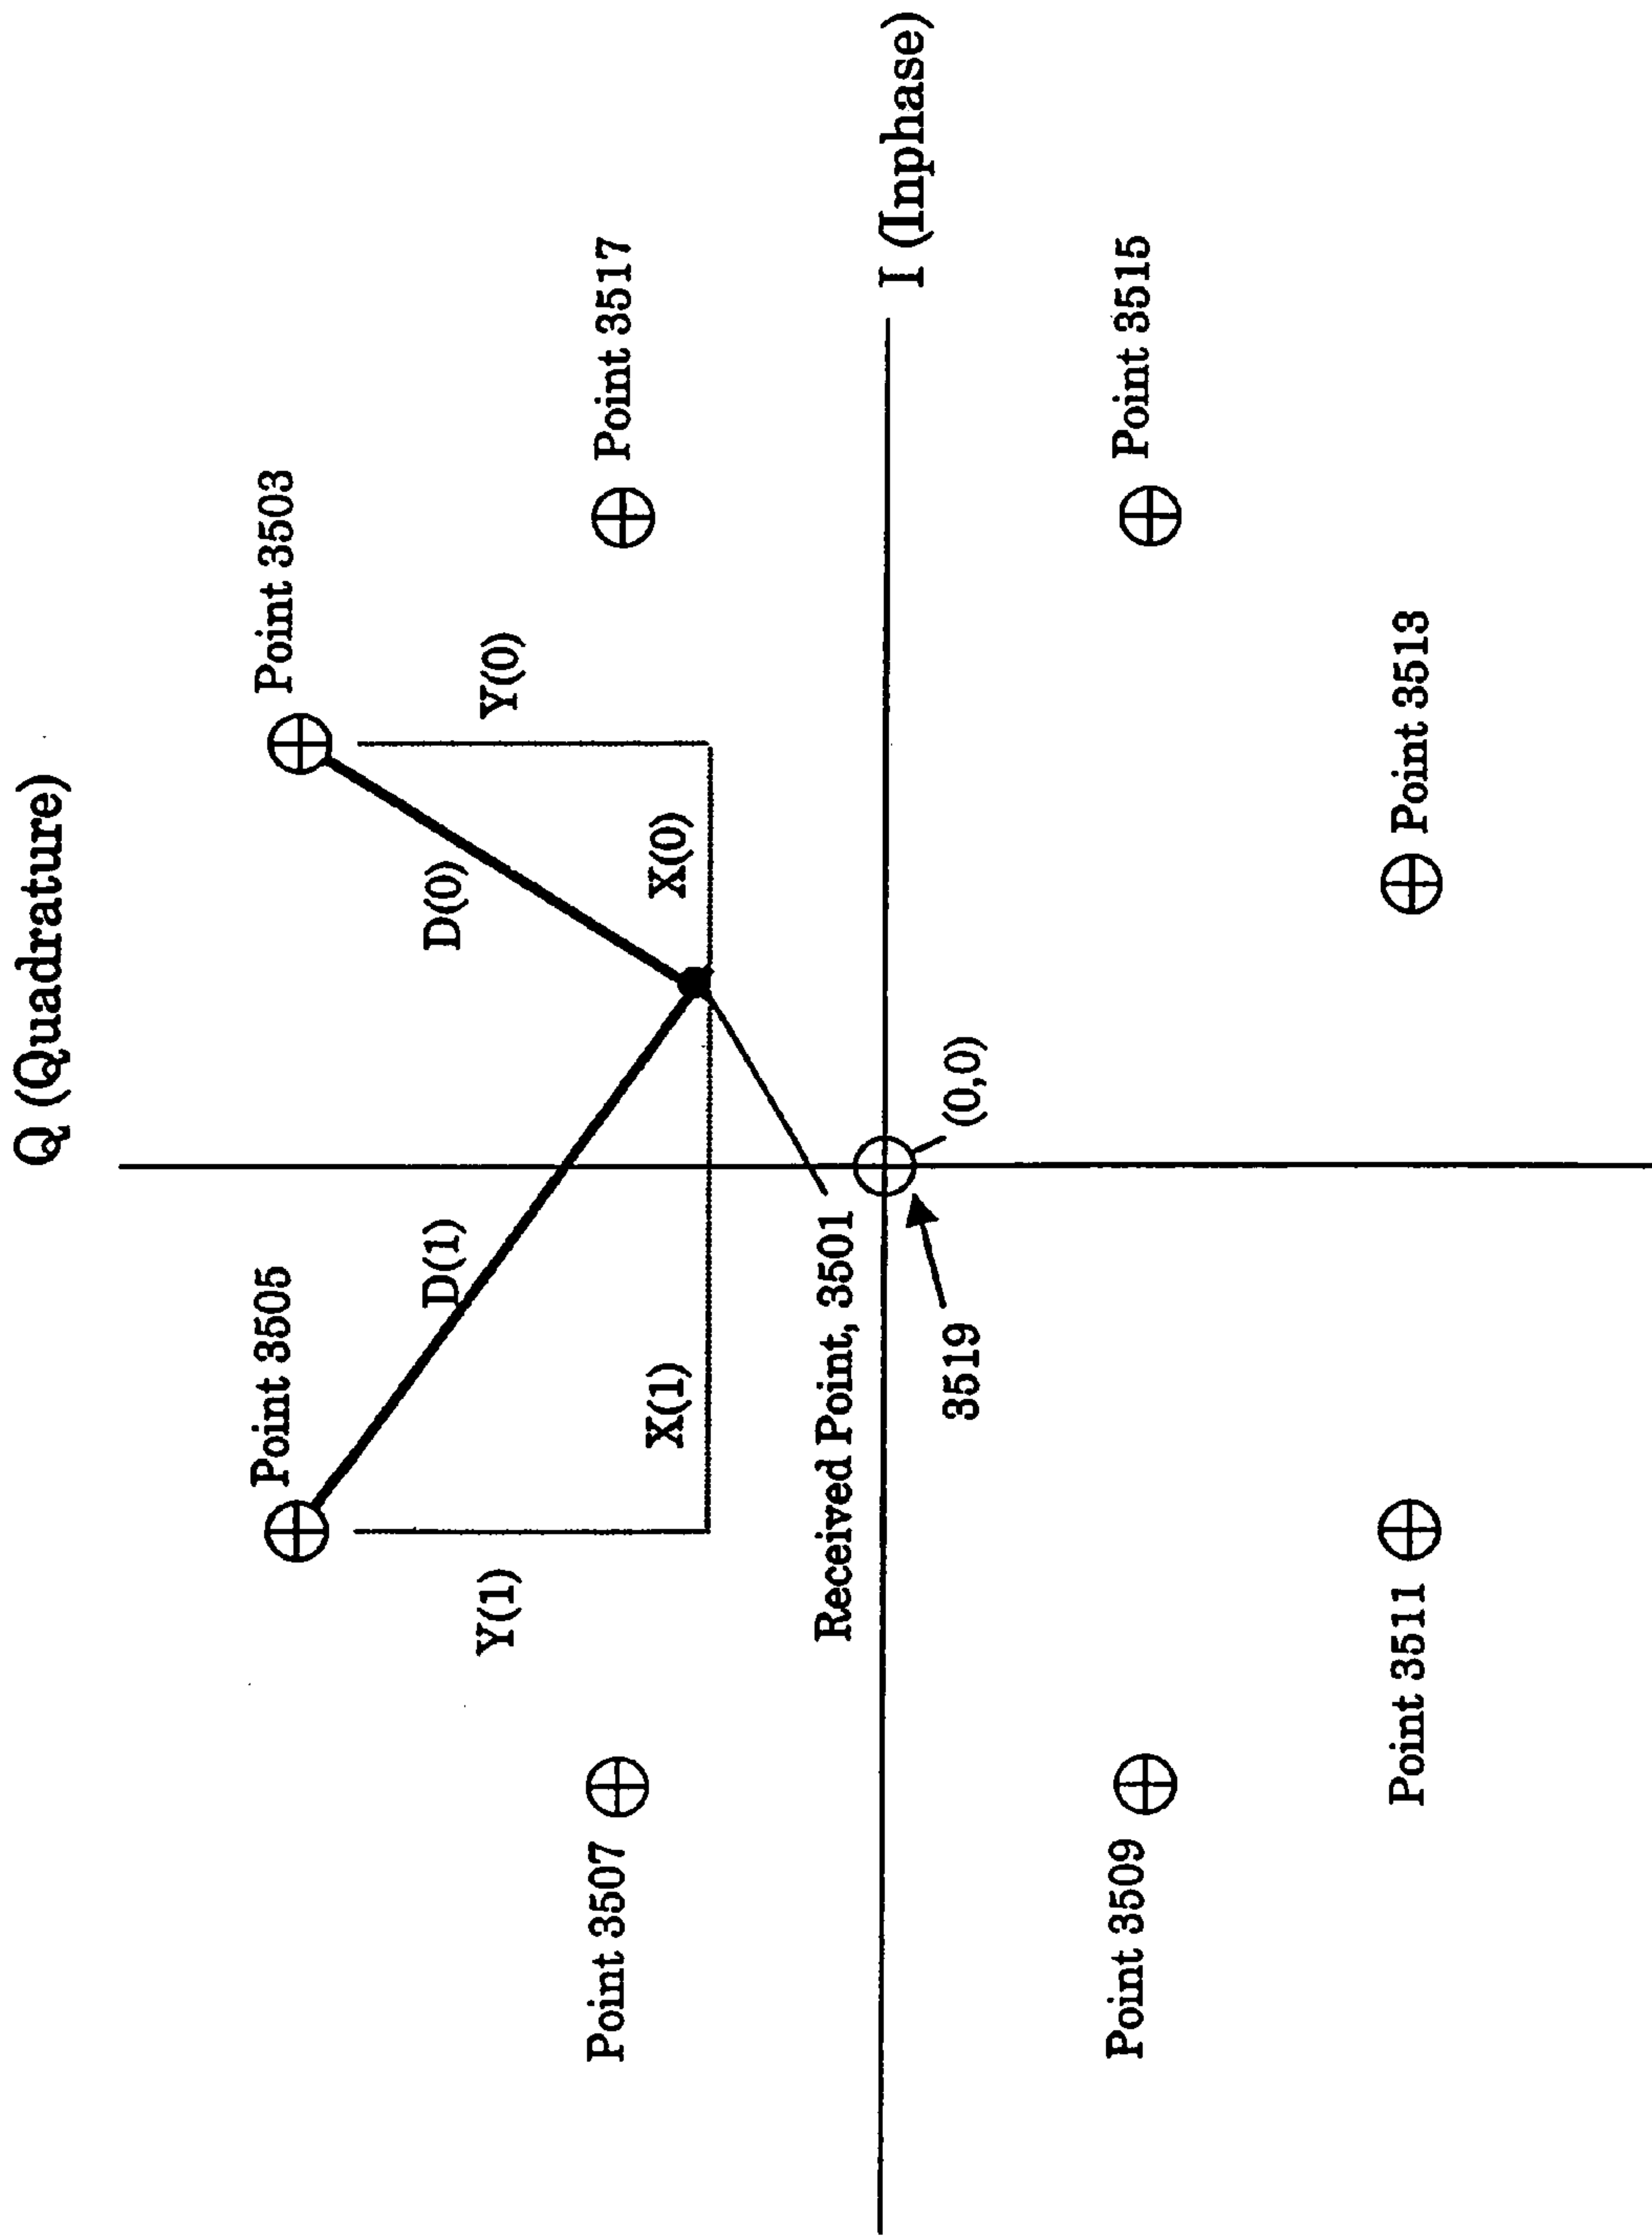 Q (Quadrature)
Point 3505
Point 3503
D(1)
D(0)
Y(1)
Y(0)
Point 3507
X(1)
X(0)
Point 3517
Received Point, 3501
I (Inphase)
(0,0)
3519
Point 3509
Point 3515
Point 3511
Point 3513